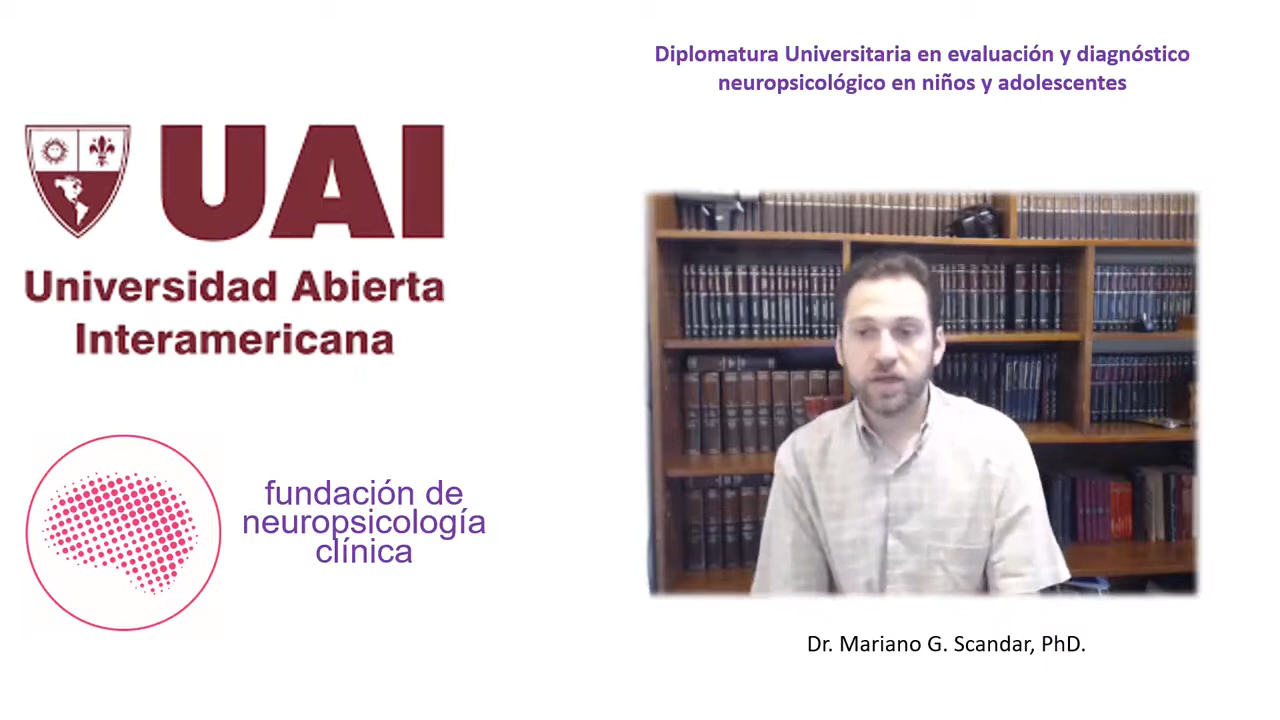 Diplomatura Universitaria en evaluación y diagnóstico
neuropsicológico en niños y adolescentes
UAI
Universidad Abierta
Interamericana
fundación de
neuropsicología
clínica
Dr. Mariano G. Scandar, PhD.